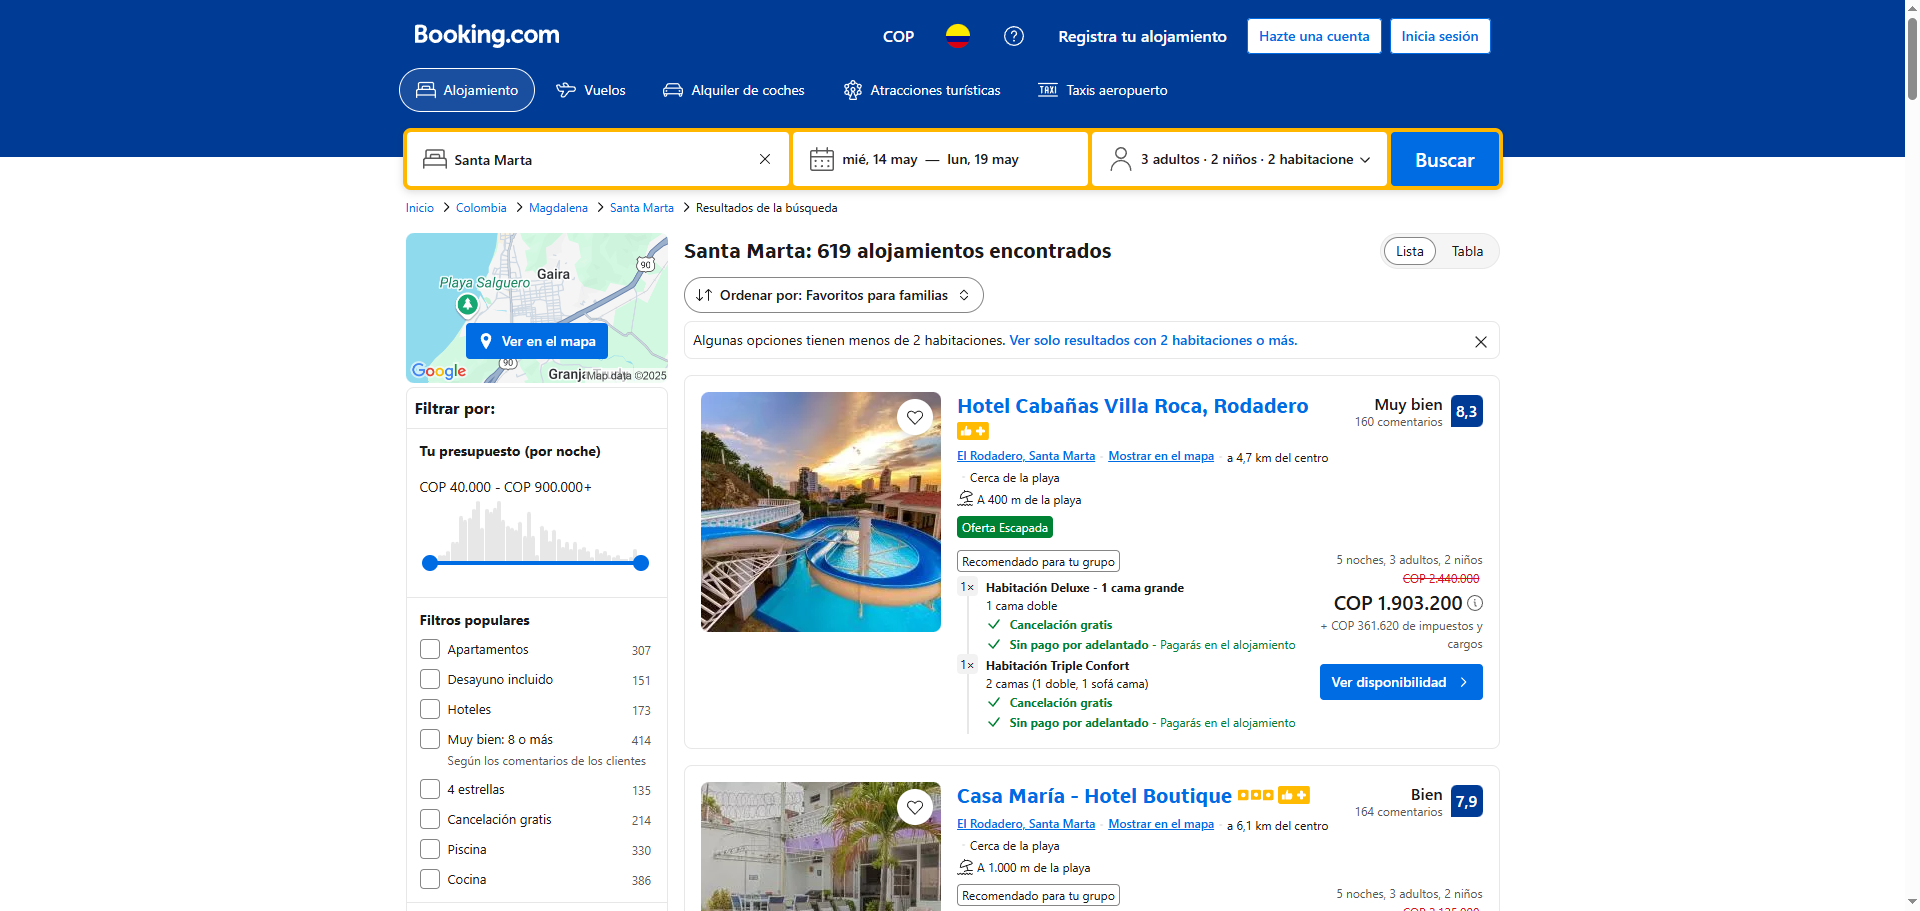 Booking.com
COP
Registra tu alojamiento
Hazte una cuenta
Inicia sesión
Alojamiento
Vuelos
Alquiler de coches
Atracciones turísticas
TAXI
Taxis aeropuerto
Santa Marta
mié, 14 may — lun, 19 may
3 adultos · 2 niños · 2 habitacione
Buscar
Inicio
Colombia
Magdalena
Santa Marta
Resultados de la búsqueda
Playa Salguero
Gaira
90
Ver en el mapa
90
Google
Granja
Map data ©2025
Filtrar por:
Tu presupuesto (por noche)
COP 40.000 - COP 900.000+
Filtros populares
Apartamentos 307
Desayuno incluido 151
Hoteles 173
Muy bien: 8 o más 414
Según los comentarios de los clientes
4 estrellas 135
Cancelación gratis 214
Piscina 330
Cocina 386
Santa Marta: 619 alojamientos encontrados
Lista
Tabla
Ordenar por: Favoritos para familias
Algunas opciones tienen menos de 2 habitaciones. Ver solo resultados con 2 habitaciones o más.
Hotel Cabañas Villa Roca, Rodadero
Muy bien
160 comentarios
8,3
El Rodadero, Santa Marta
Mostrar en el mapa
a 4,7 km del centro
Cerca de la playa
A 400 m de la playa
Oferta Escapada
Recomendado para tu grupo
1× Habitación Deluxe - 1 cama grande
1 cama doble
Cancelación gratis
Sin pago por adelantado - Pagarás en el alojamiento
1× Habitación Triple Confort
2 camas (1 doble, 1 sofá cama)
Cancelación gratis
Sin pago por adelantado - Pagarás en el alojamiento
5 noches, 3 adultos, 2 niños
COP 2.440.000
COP 1.903.200
+ COP 361.620 de impuestos y
cargos
Ver disponibilidad
Casa María - Hotel Boutique
Bien
164 comentarios
7,9
El Rodadero, Santa Marta
Mostrar en el mapa
a 6,1 km del centro
Cerca de la playa
A 1.000 m de la playa
Recomendado para tu grupo
5 noches, 3 adultos, 2 niños